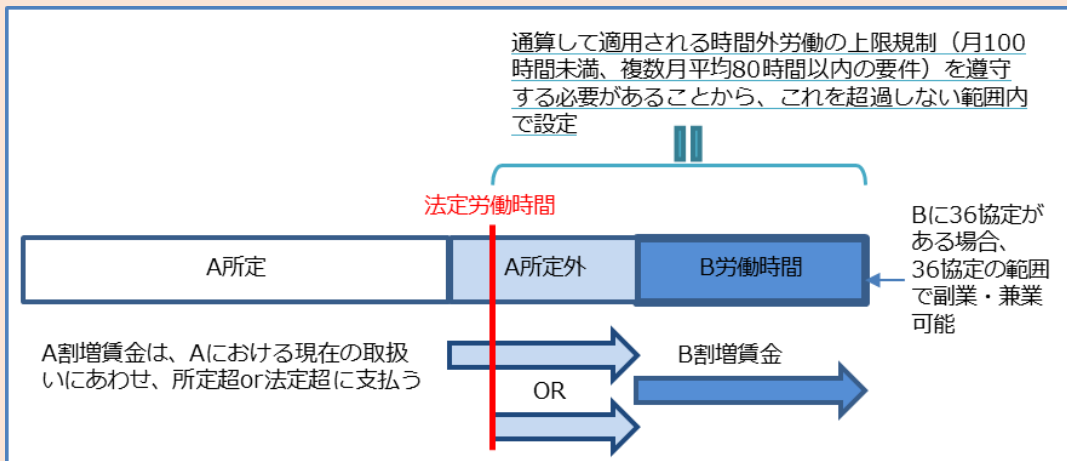 通算して適用される時間外労働の上限規制（月100
時間未満、複数月平均80時間以内の要件）を遵守
する必要があることから、これを超過しない範囲内
で設定
法定労働時間
A所定
A所定外
B労働時間
Bに36協定が
ある場合、
36協定の範囲
で副業・兼業
可能
A割増賃金は、Aにおける現在の取扱
いにあわせ、所定超or法定超に支払う
OR
B割増賃金